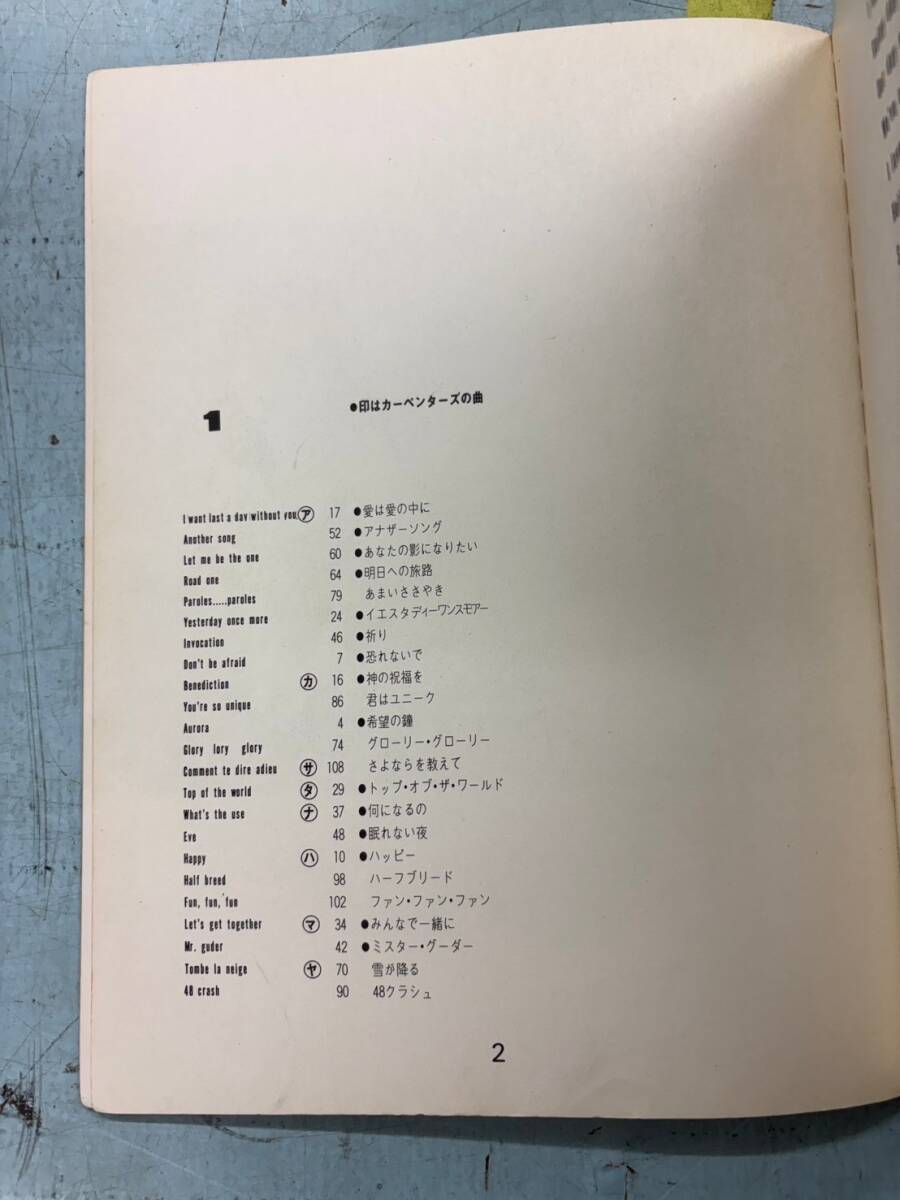 1
●印はカーペンターズの曲
I want last a day without you ㋐ 17 ●愛は愛の中に
Another song 52 ●アナザーソング
Let me be the one 60 ●あなたの影になりたい
Road one 64 ●明日への旅路
Paroles.....paroles 79 あまいささやき
Yesterday once more 24 ●イエスタディーワンスモアー
Invocation 46 ●祈り
Don't be afraid 7 ●恐れないで
Benediction ㋕ 16 ●神の祝福を
You're so unique 86 君はユニーク
Aurora 4 ●希望の鐘
Glory lory glory 74 グローリー・グローリー
Comment te dire adieu ㋚ 108 さよならを教えて
Top of the world ㋟ 29 ●トップ・オブ・ザ・ワールド
What's the use ㋤ 37 ●何になるの
Eve 48 ●眠れない夜
Happy ㋩ 10 ●ハッピー
Half breed 98 ハーフブリード
Fun, fun, fun 102 ファン・ファン・ファン
Let's get together ㋮ 34 ●みんなで一緒に
Mr. guder 42 ●ミスター・グーダー
Tombe la neige ㋳ 70 雪が降る
48 crash 90 48クラシュ
2